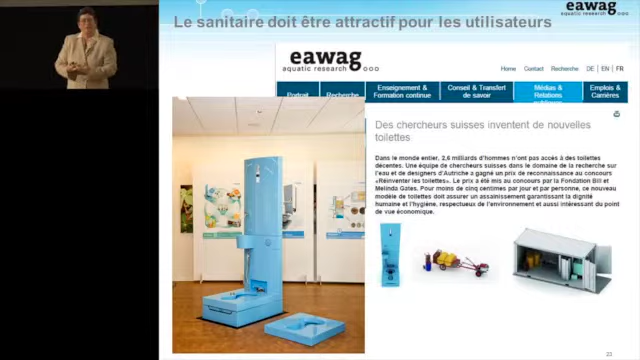 Le sanitaire doit être attractif pour les utilisateurs
eawag
aquatic research
eawag
aquatic research
Home Contact Recherche DE | EN | FR
Portrait
Recherche
Enseignement &
Formation continue
Conseil & Transfert
de savoir
Médias &
Relations
Emplois &
Carrières
Des chercheurs suisses inventent de nouvelles
toilettes
Dans le monde entier, 2,6 milliards d'hommes n'ont pas accès à des toilettes
décentes. Une équipe de chercheurs suisses dans le domaine de la recherche sur
l'eau et de designers d'Autriche a gagné un prix de reconnaissance au concours
«Réinventer les toilettes». Le prix a été mis au concours par la Fondation Bill et
Melinda Gates. Pour moins de cinq centimes par jour et par personne, ce nouveau
modèle de toilettes doit assurer un assainissement garantissant la dignité
humaine et l'hygiène, respectueux de l'environnement et aussi intéressant du point
de vue économique.
23